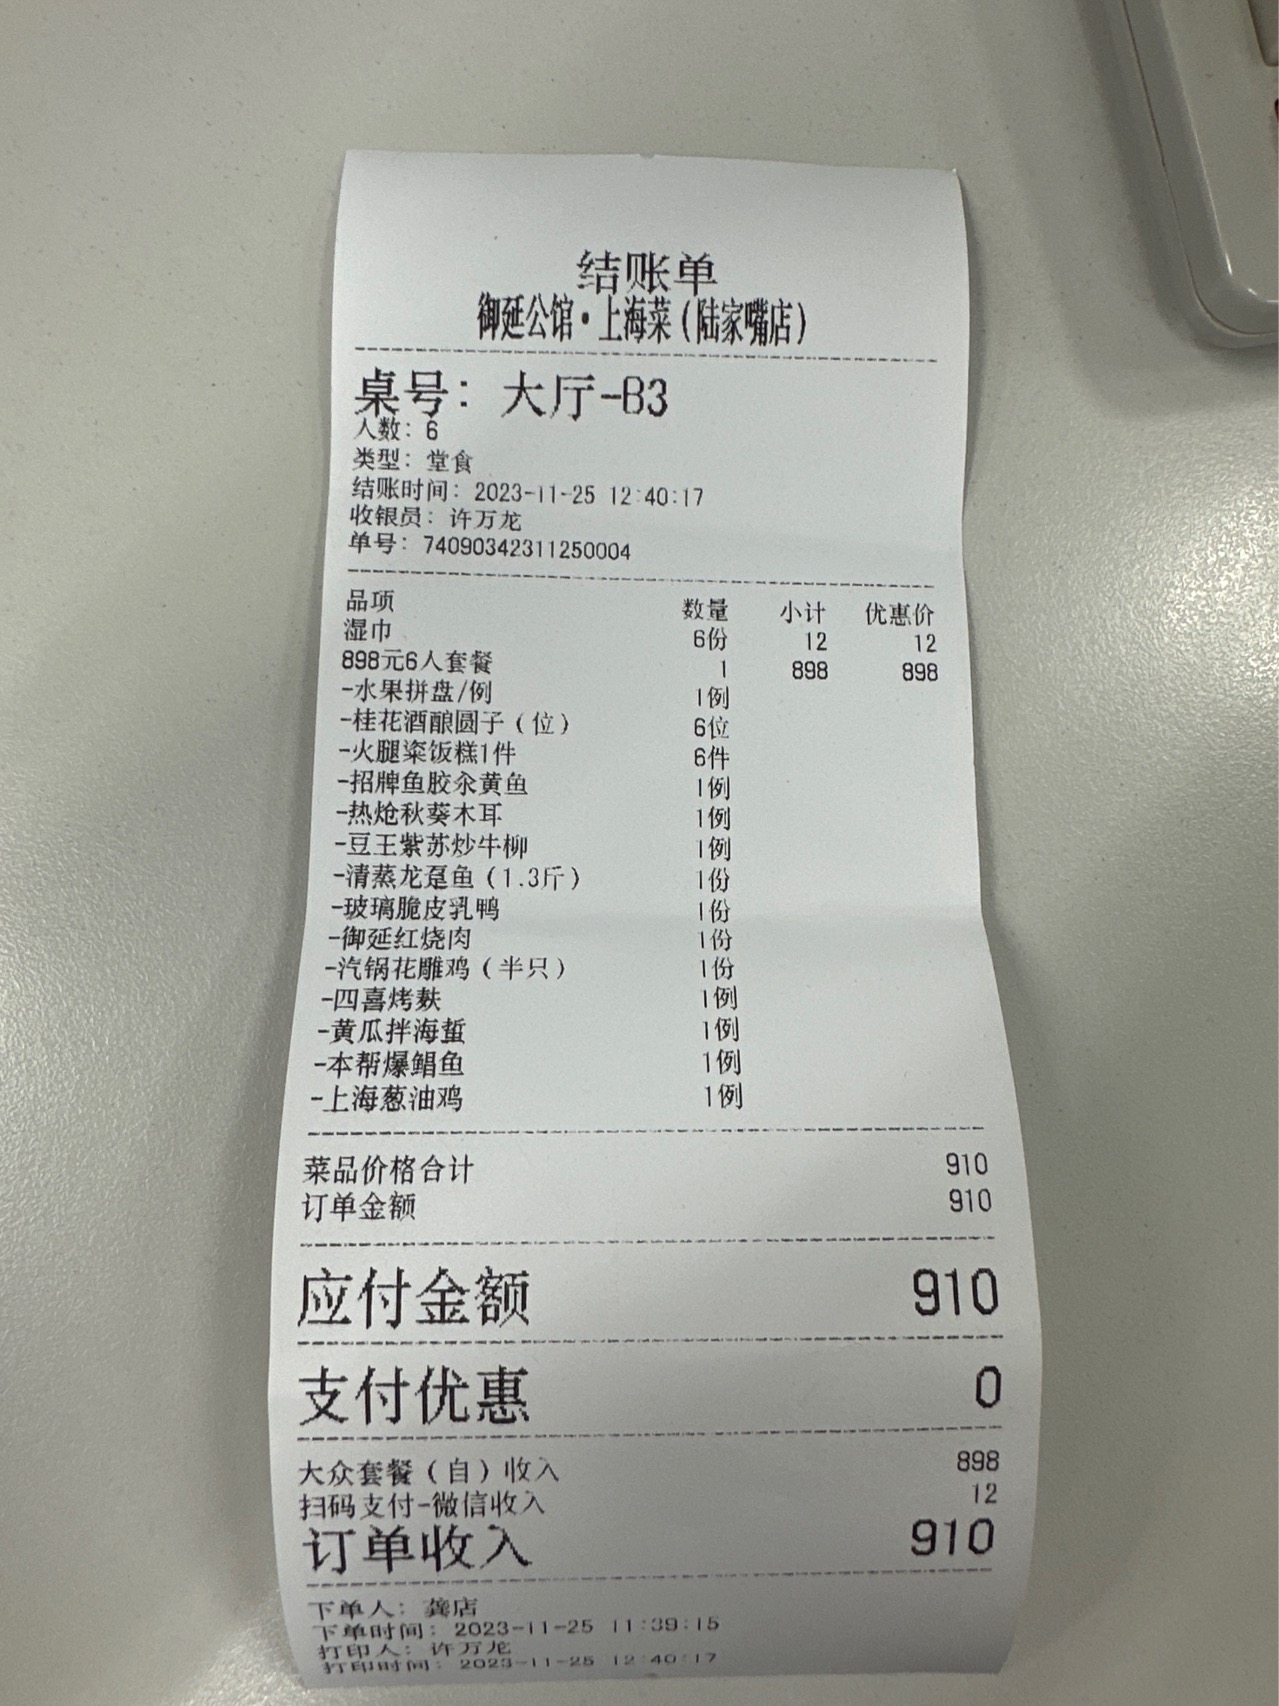 结账单
御延公馆·上海菜(陆家嘴店)
桌号: 大厅-B3
人数: 6
类型: 堂食
结账时间: 2023-11-25 12:40:17
收银员: 许万龙
单号: 74090342311250004
品项 数量 小计 优惠价
湿巾 6份 12 12
898元6人套餐 1 898 898
-水果拼盘/例 1例
-桂花酒酿圆子(位) 6位
-火腿粢饭糕1件 6件
-招牌鱼胶汆黄鱼 1例
-热炝秋葵木耳 1例
-豆王紫苏炒牛柳 1例
-清蒸龙趸鱼(1.3斤) 1份
-玻璃脆皮乳鸭 1份
-御延红烧肉 1份
-汽锅花雕鸡(半只) 1份
-四喜烤麸 1例
-黄瓜拌海蜇 1例
-本帮爆鲳鱼 1例
-上海葱油鸡 1例
菜品价格合计 910
订单金额 910
应付金额 910
支付优惠 0
大众套餐(自)收入 898
扫码支付-微信收入 12
订单收入 910
下单人: 龚店
下单时间: 2023-11-25 11:39:15
打印人: 许万龙
打印时间: 2023-11-25 12:40:17